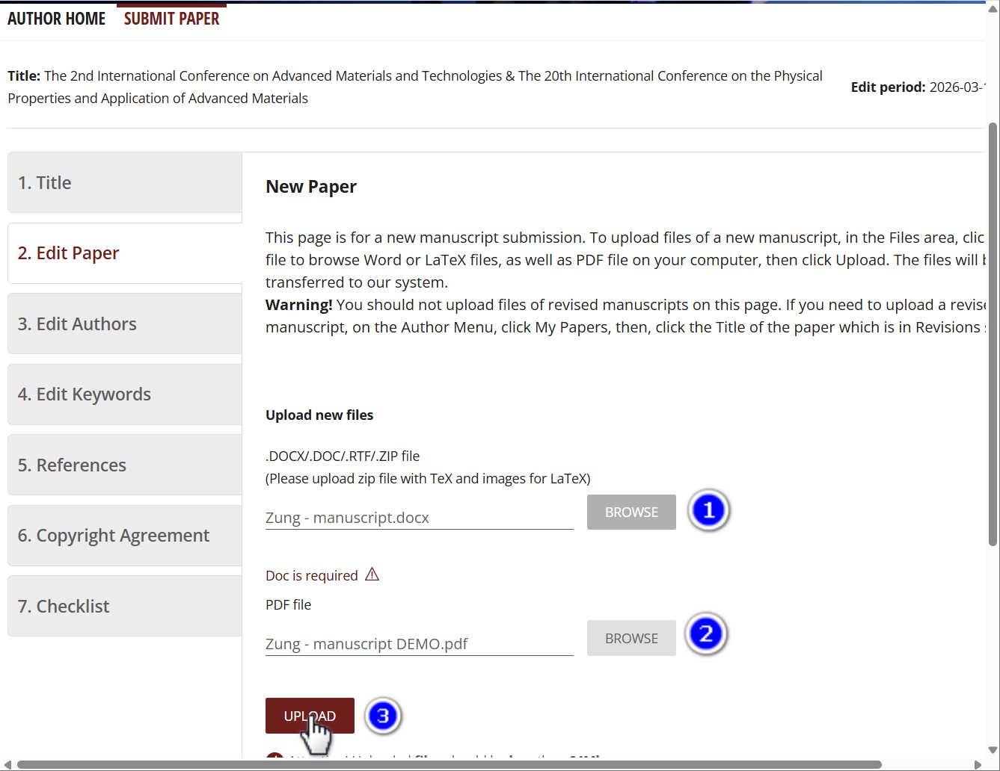 AUTHOR HOME SUBMIT PAPER
Title: The 2nd International Conference on Advanced Materials and Technologies & The 20th International Conference on the Physical
Properties and Application of Advanced Materials
Edit period: 2026-03-
1. Title
2. Edit Paper
3. Edit Authors
4. Edit Keywords
5. References
6. Copyright Agreement
7. Checklist
New Paper
This page is for a new manuscript submission. To upload files of a new manuscript, in the Files area, clic
file to browse Word or LaTeX files, as well as PDF file on your computer, then click Upload. The files will
transferred to our system.
Warning! You should not upload files of revised manuscripts on this page. If you need to upload a revise
manuscript, on the Author Menu, click My Papers, then, click the Title of the paper which is in Revisions
Upload new files
.DOCX/.DOC/.RTF/.ZIP file
(Please upload zip file with TeX and images for LaTeX)
Zung - manuscript.docx BROWSE 1
Doc is required
PDF file
Zung - manuscript DEMO.pdf BROWSE 2
UPLOAD 3